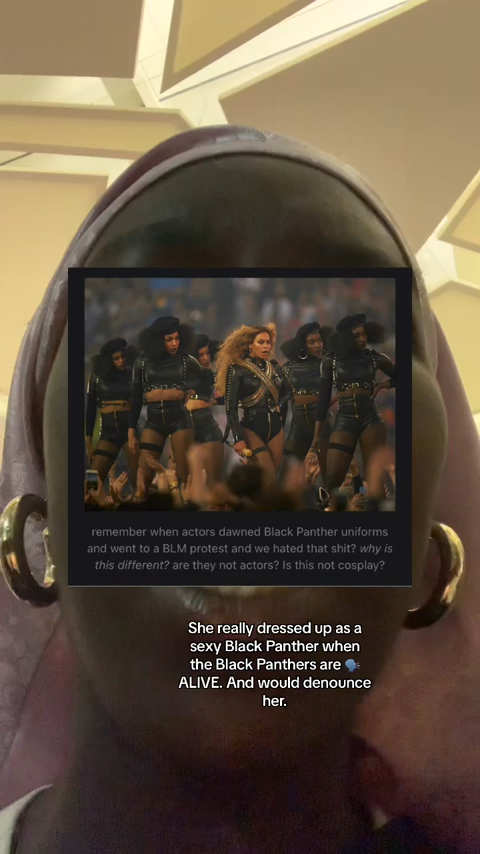 remember when actors dawned Black Panther uniforms
and went to a BLM protest and we hated that shit? why is
this different? are they not actors? Is this not cosplay?
She really dressed up as a
sexy Black Panther when
the Black Panthers are 🗣️
ALIVE. And would denounce
her.